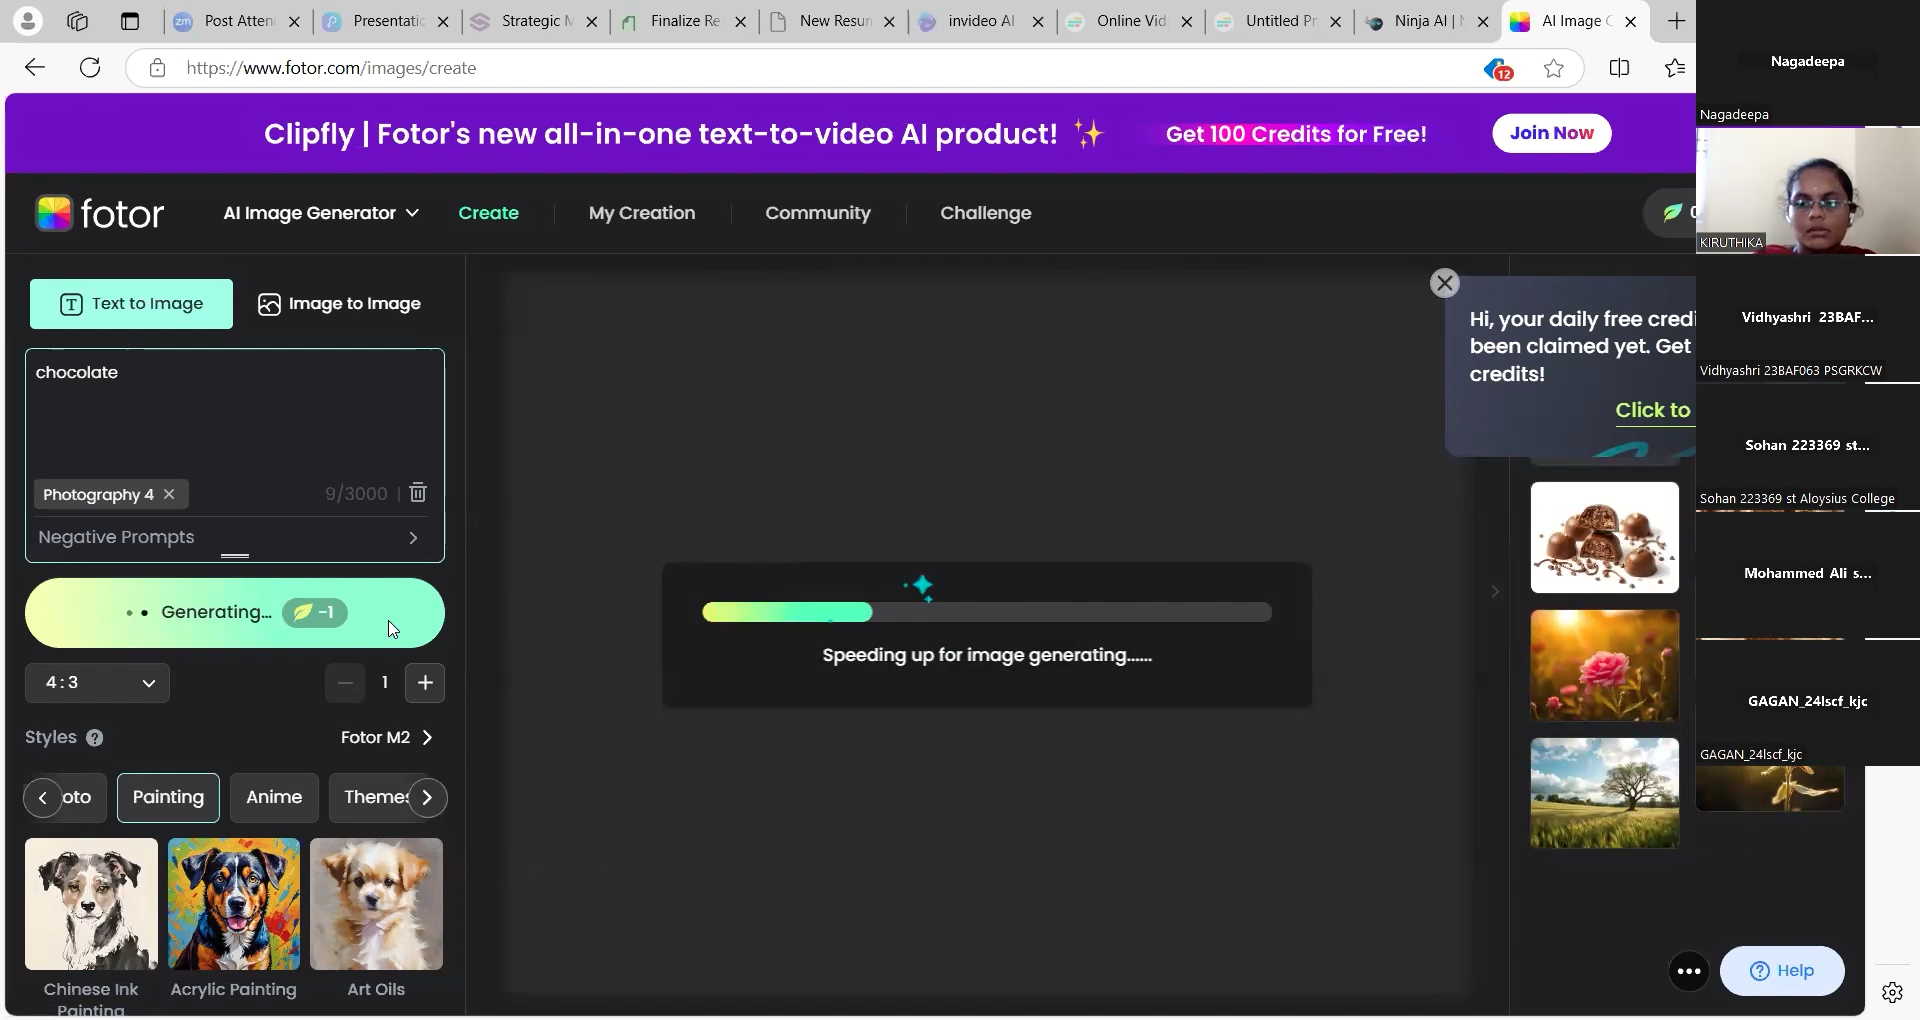 Post Atten
Presentatic
Strategic M
Finalize Re
New Resun
invideo AI
Online Vid
Untitled Pr
Ninja AI |
AI Image C
https://www.fotor.com/images/create
12
Clipfly | Fotor's new all-in-one text-to-video AI product!
Get 100 Credits for Free!
Join Now
fotor
AI Image Generator
Create
My Creation
Community
Challenge
Text to Image
Image to Image
chocolate
Photography 4
9/3000
Negative Prompts
Generating...
-1
4 : 3
1
Styles
Fotor M2
oto
Painting
Anime
Themes
Chinese Ink
Painting
Acrylic Painting
Art Oils
Speeding up for image generating......
Hi, your daily free credi
been claimed yet. Get
credits!
Click to
Help
Nagadeepa
Nagadeepa
KIRUTHIKA
Vidhyashri 23BAF...
Vidhyashri 23BAF063 PSGRKCW
Sohan 223369 st...
Sohan 223369 st Aloysius College
Mohammed Ali s...
GAGAN_24lscf_kjc
GAGAN_24lscf_kjc